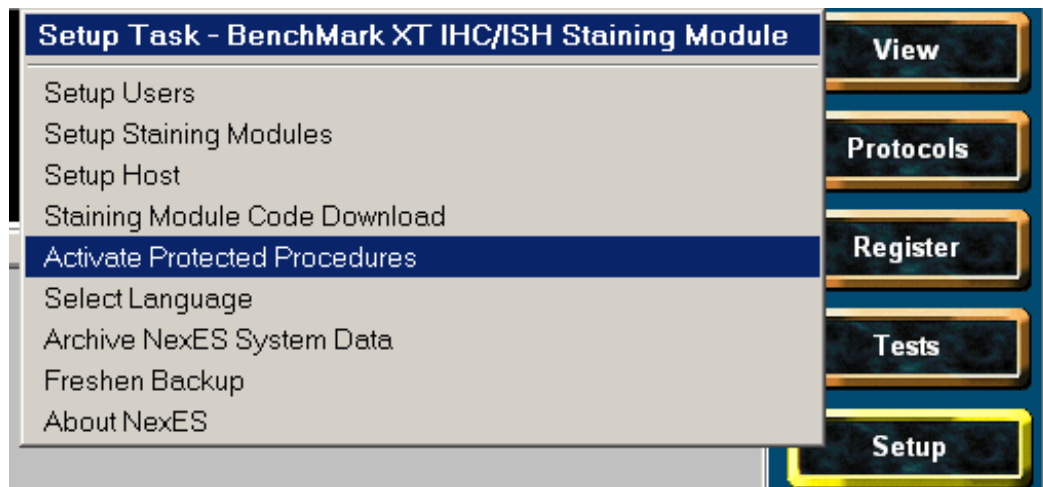 Setup Task - BenchMark XT IHC/ISH Staining Module
Setup Users
Setup Staining Modules
Setup Host
Staining Module Code Download
Activate Protected Procedures
Select Language
Archive NexES System Data
Freshen Backup
About NexES
View
Protocols
Register
Tests
Setup